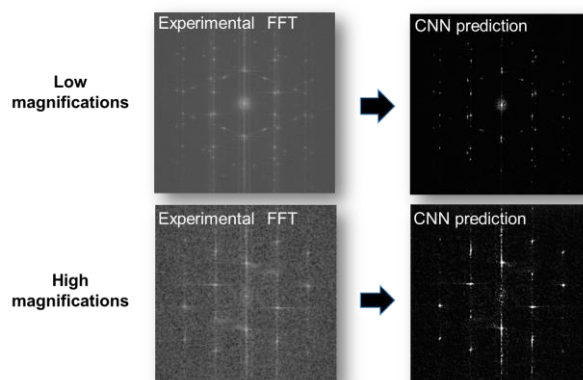 Experimental FFT
CNN prediction
Low
magnifications
Experimental FFT
CNN prediction
High
magnifications